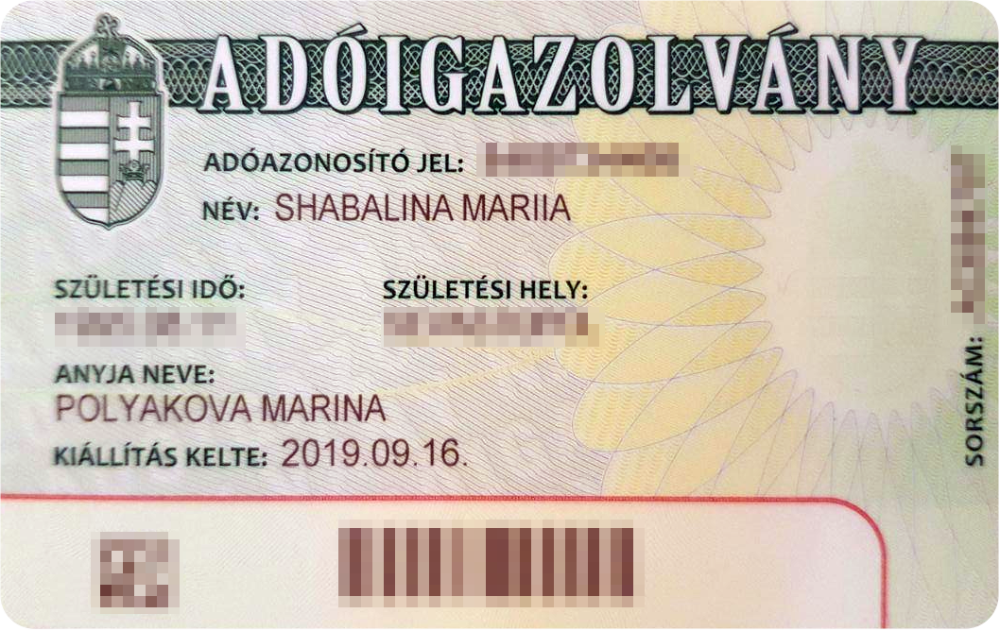 ADÓIGAZOLVÁNY
ADÓAZONOSÍTÓ JEL:
NÉV: SHABALINA MARIIA
SZÜLETÉSI IDŐ:
SZÜLETÉSI HELY:
ANYJA NEVE:
POLYAKOVA MARINA
KIÁLLÍTÁS KELTE: 2019.09.16.
SORSZÁM: